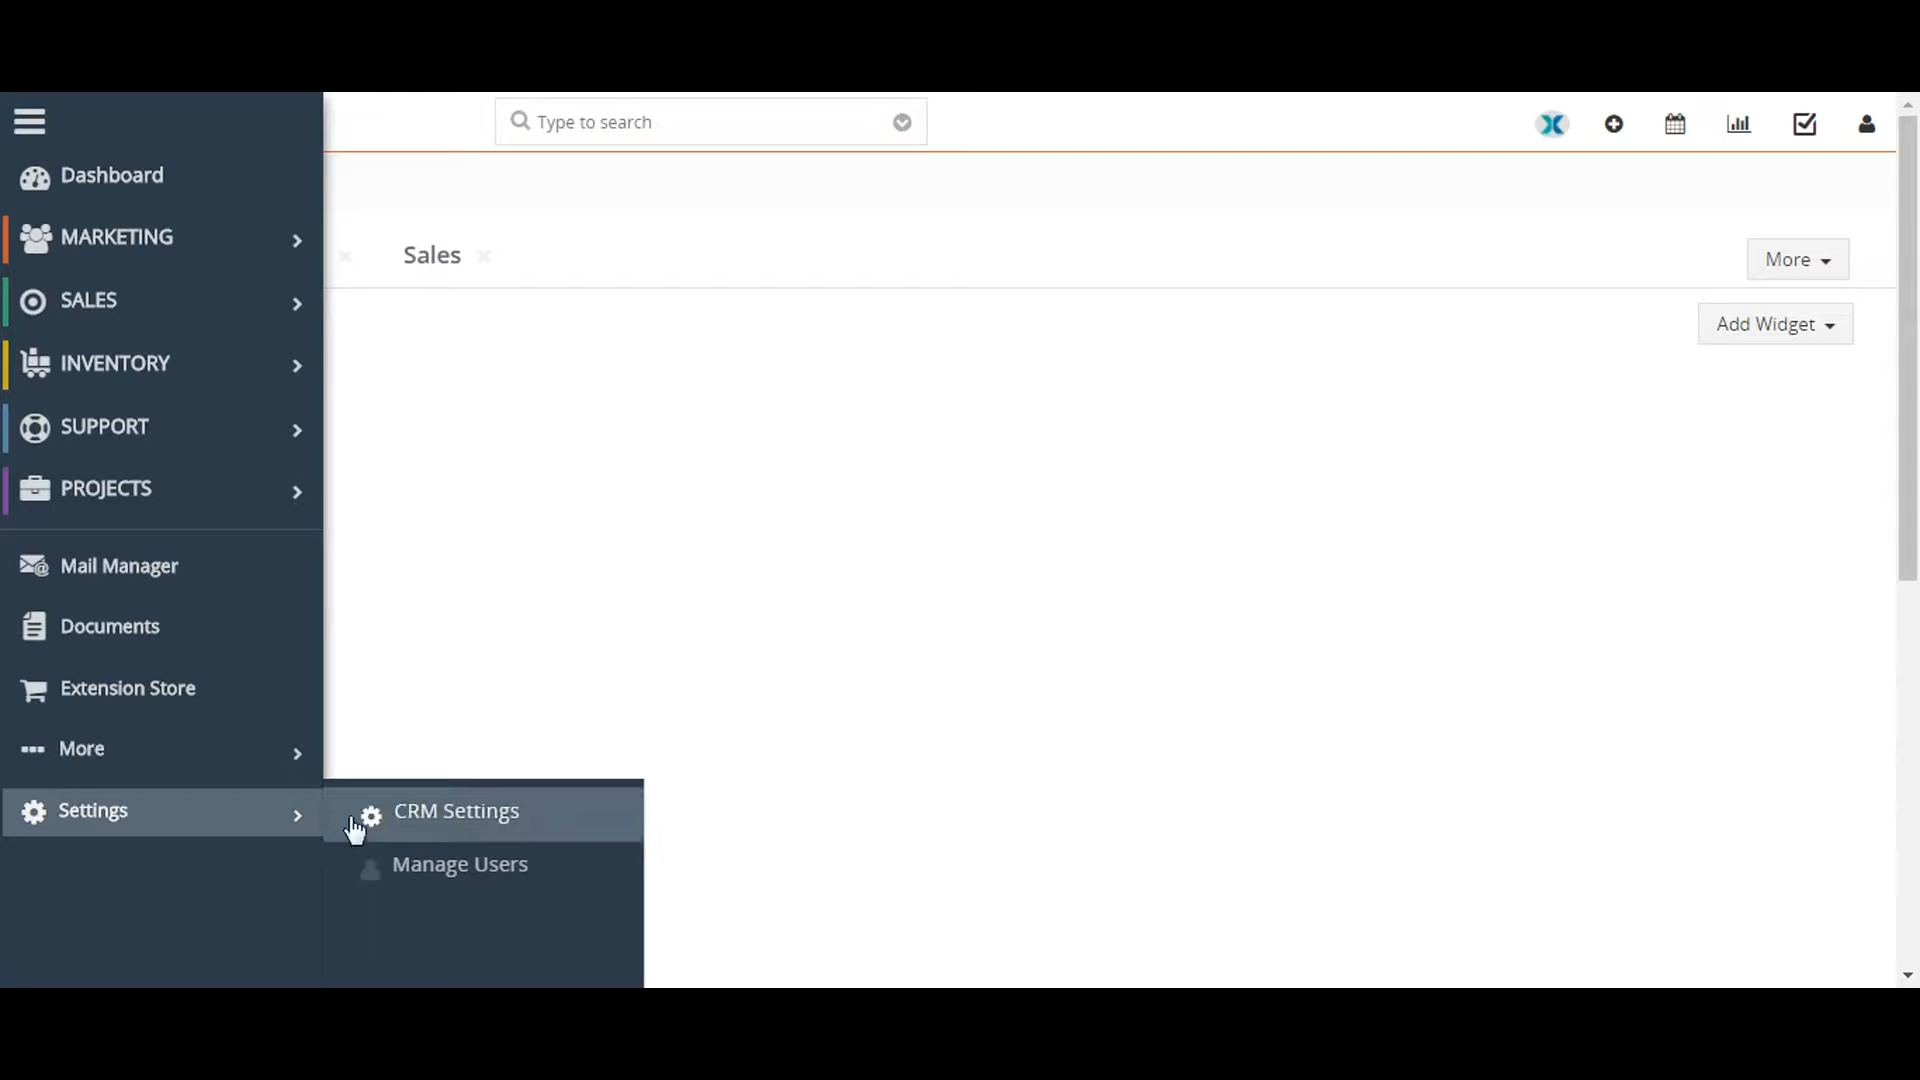 Type to search
Dashboard
MARKETING
SALES
INVENTORY
SUPPORT
PROJECTS
Mail Manager
Documents
Extension Store
More
Settings
CRM Settings
Manage Users
Sales
More
Add Widget